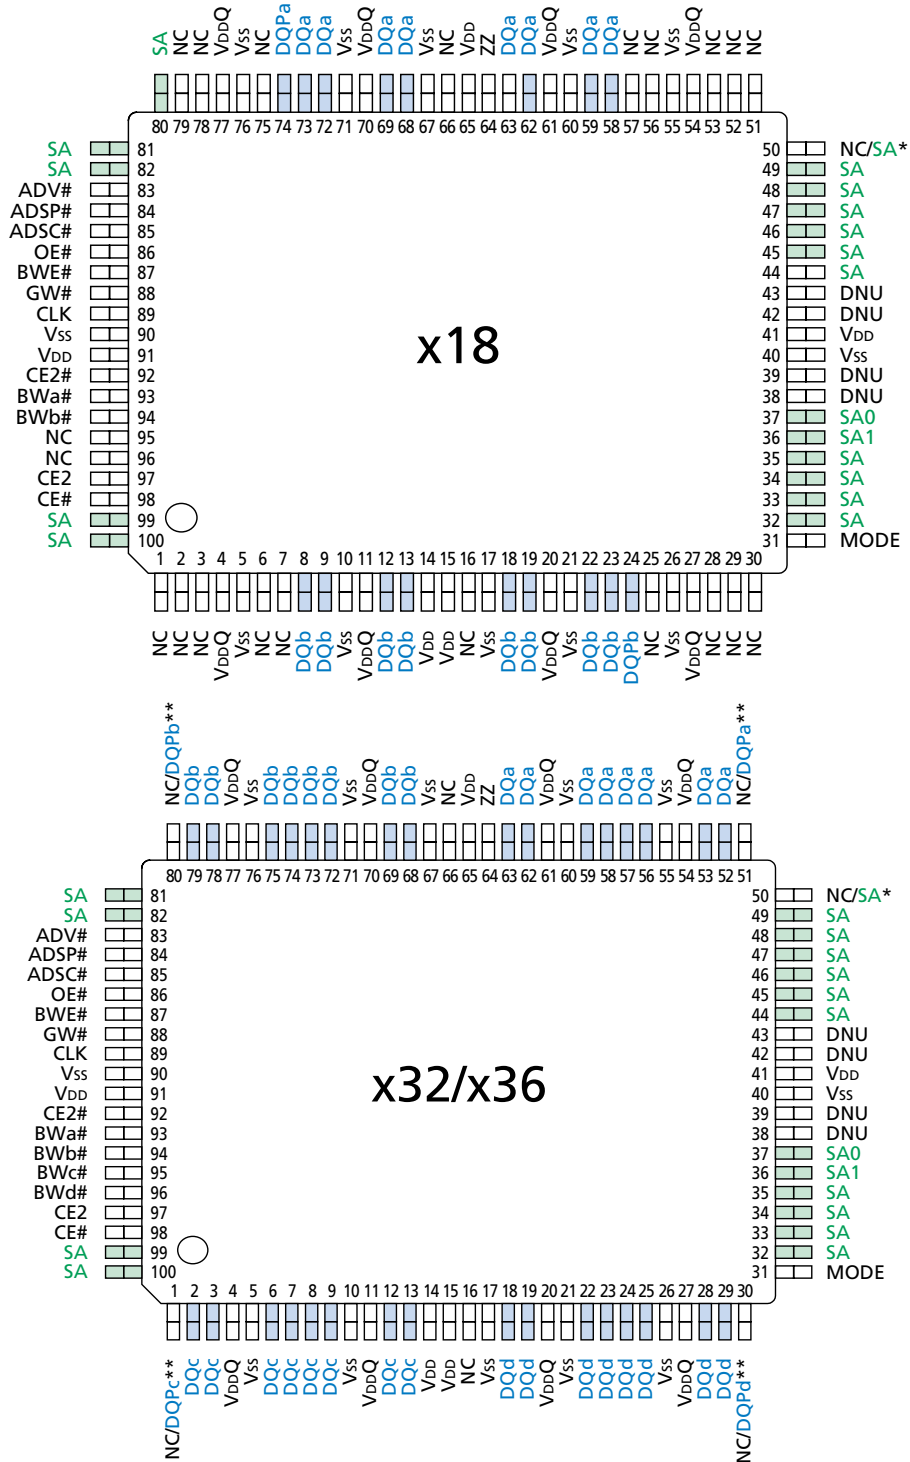 SA NC NC VDDQ VSS NC DQPa DQa DQa VSS VDDQ DQa DQa VSS NC VDD ZZ DQa DQa VDDQ VSS DQa DQa NC NC VSS VDDQ NC NC NC
80 79 78 77 76 75 74 73 72 71 70 69 68 67 66 65 64 63 62 61 60 59 58 57 56 55 54 53 52 51
SA 81 50 NC/SA*
SA 82 49 SA
ADV# 83 48 SA
ADSP# 84 47 SA
ADSC# 85 46 SA
OE# 86 45 SA
BWE# 87 44 SA
GW# 88 43 DNU
CLK 89 42 DNU
VSS 90 41 VDD
x18
VDD 91 40 VSS
CE2# 92 39 DNU
BWa# 93 38 DNU
BWb# 94 37 SA0
NC 95 36 SA1
NC 96 35 SA
CE2 97 34 SA
CE# 98 33 SA
SA 99 32 SA
SA 100 31 MODE
1 2 3 4 5 6 7 8 9 10 11 12 13 14 15 16 17 18 19 20 21 22 23 24 25 26 27 28 29 30
NC NC NC VDDQ VSS NC NC DQb DQb VSS VDDQ DQb DQb VDD VDD NC VSS DQb DQb VDDQ VSS DQb DQb DQPb NC VSS VDDQ NC NC NC
NC/DQPb** DQb DQb VDDQ VSS DQb DQb DQb DQb VSS VDDQ DQb DQb VSS NC VDD ZZ DQa DQa VDDQ VSS DQa DQa DQa DQa VSS VDDQ DQa DQa NC/DQPa**
80 79 78 77 76 75 74 73 72 71 70 69 68 67 66 65 64 63 62 61 60 59 58 57 56 55 54 53 52 51
SA 81 50 NC/SA*
SA 82 49 SA
ADV# 83 48 SA
ADSP# 84 47 SA
ADSC# 85 46 SA
OE# 86 45 SA
BWE# 87 44 SA
GW# 88 43 DNU
CLK 89 42 DNU
VSS 90 41 VDD
x32/x36
VDD 91 40 VSS
CE2# 92 39 DNU
BWa# 93 38 DNU
BWb# 94 37 SA0
BWc# 95 36 SA1
BWd# 96 35 SA
CE2 97 34 SA
CE# 98 33 SA
SA 99 32 SA
SA 100 31 MODE
1 2 3 4 5 6 7 8 9 10 11 12 13 14 15 16 17 18 19 20 21 22 23 24 25 26 27 28 29 30
NC/DQPc** DQc DQc VDDQ VSS DQc DQc DQc DQc VSS VDDQ DQc DQc VDD VDD NC VSS DQd DQd VDDQ VSS DQd DQd DQd DQd VSS VDDQ DQd DQd NC/DQPd**